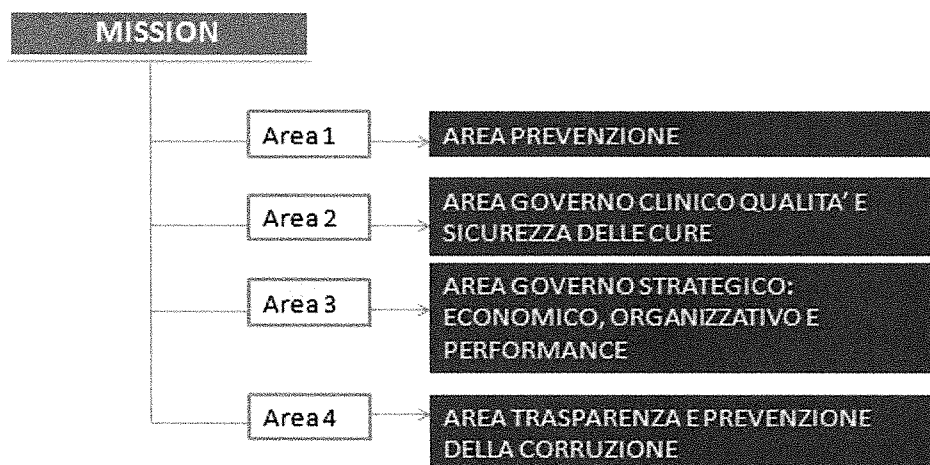 MISSION
Area 1
AREA PREVENZIONE
Area 2
AREA GOVERNO CLINICO QUALITA' E
SICUREZZA DELLE CURE
Area 3
AREA GOVERNO STRATEGICO:
ECONOMICO, ORGANIZZATIVO E
PERFORMANCE
Area 4
AREA TRASPARENZA E PREVENZIONE
DELLA CORRUZIONE